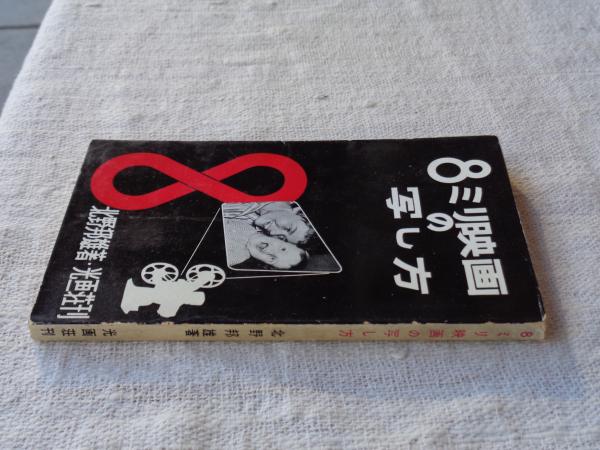 8ミリ映画
の
写し方
北野邦雄著・光画荘刊
8ミリ映画の写し方 北野邦雄著 光画荘刊